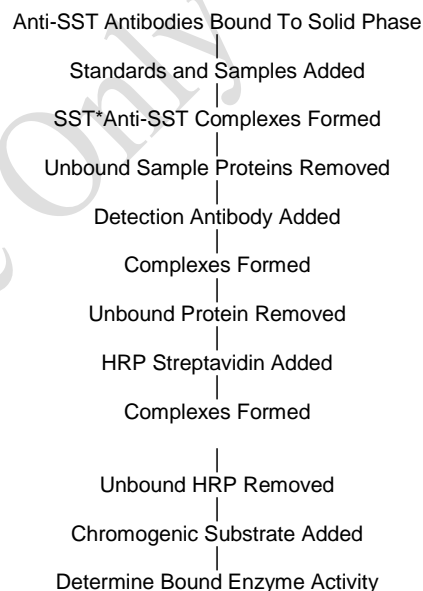 Anti-SST Antibodies Bound To Solid Phase
Standards and Samples Added
SST*Anti-SST Complexes Formed
Unbound Sample Proteins Removed
Detection Antibody Added
Complexes Formed
Unbound Protein Removed
HRP Streptavidin Added
Complexes Formed
Unbound HRP Removed
Chromogenic Substrate Added
Determine Bound Enzyme Activity
Only